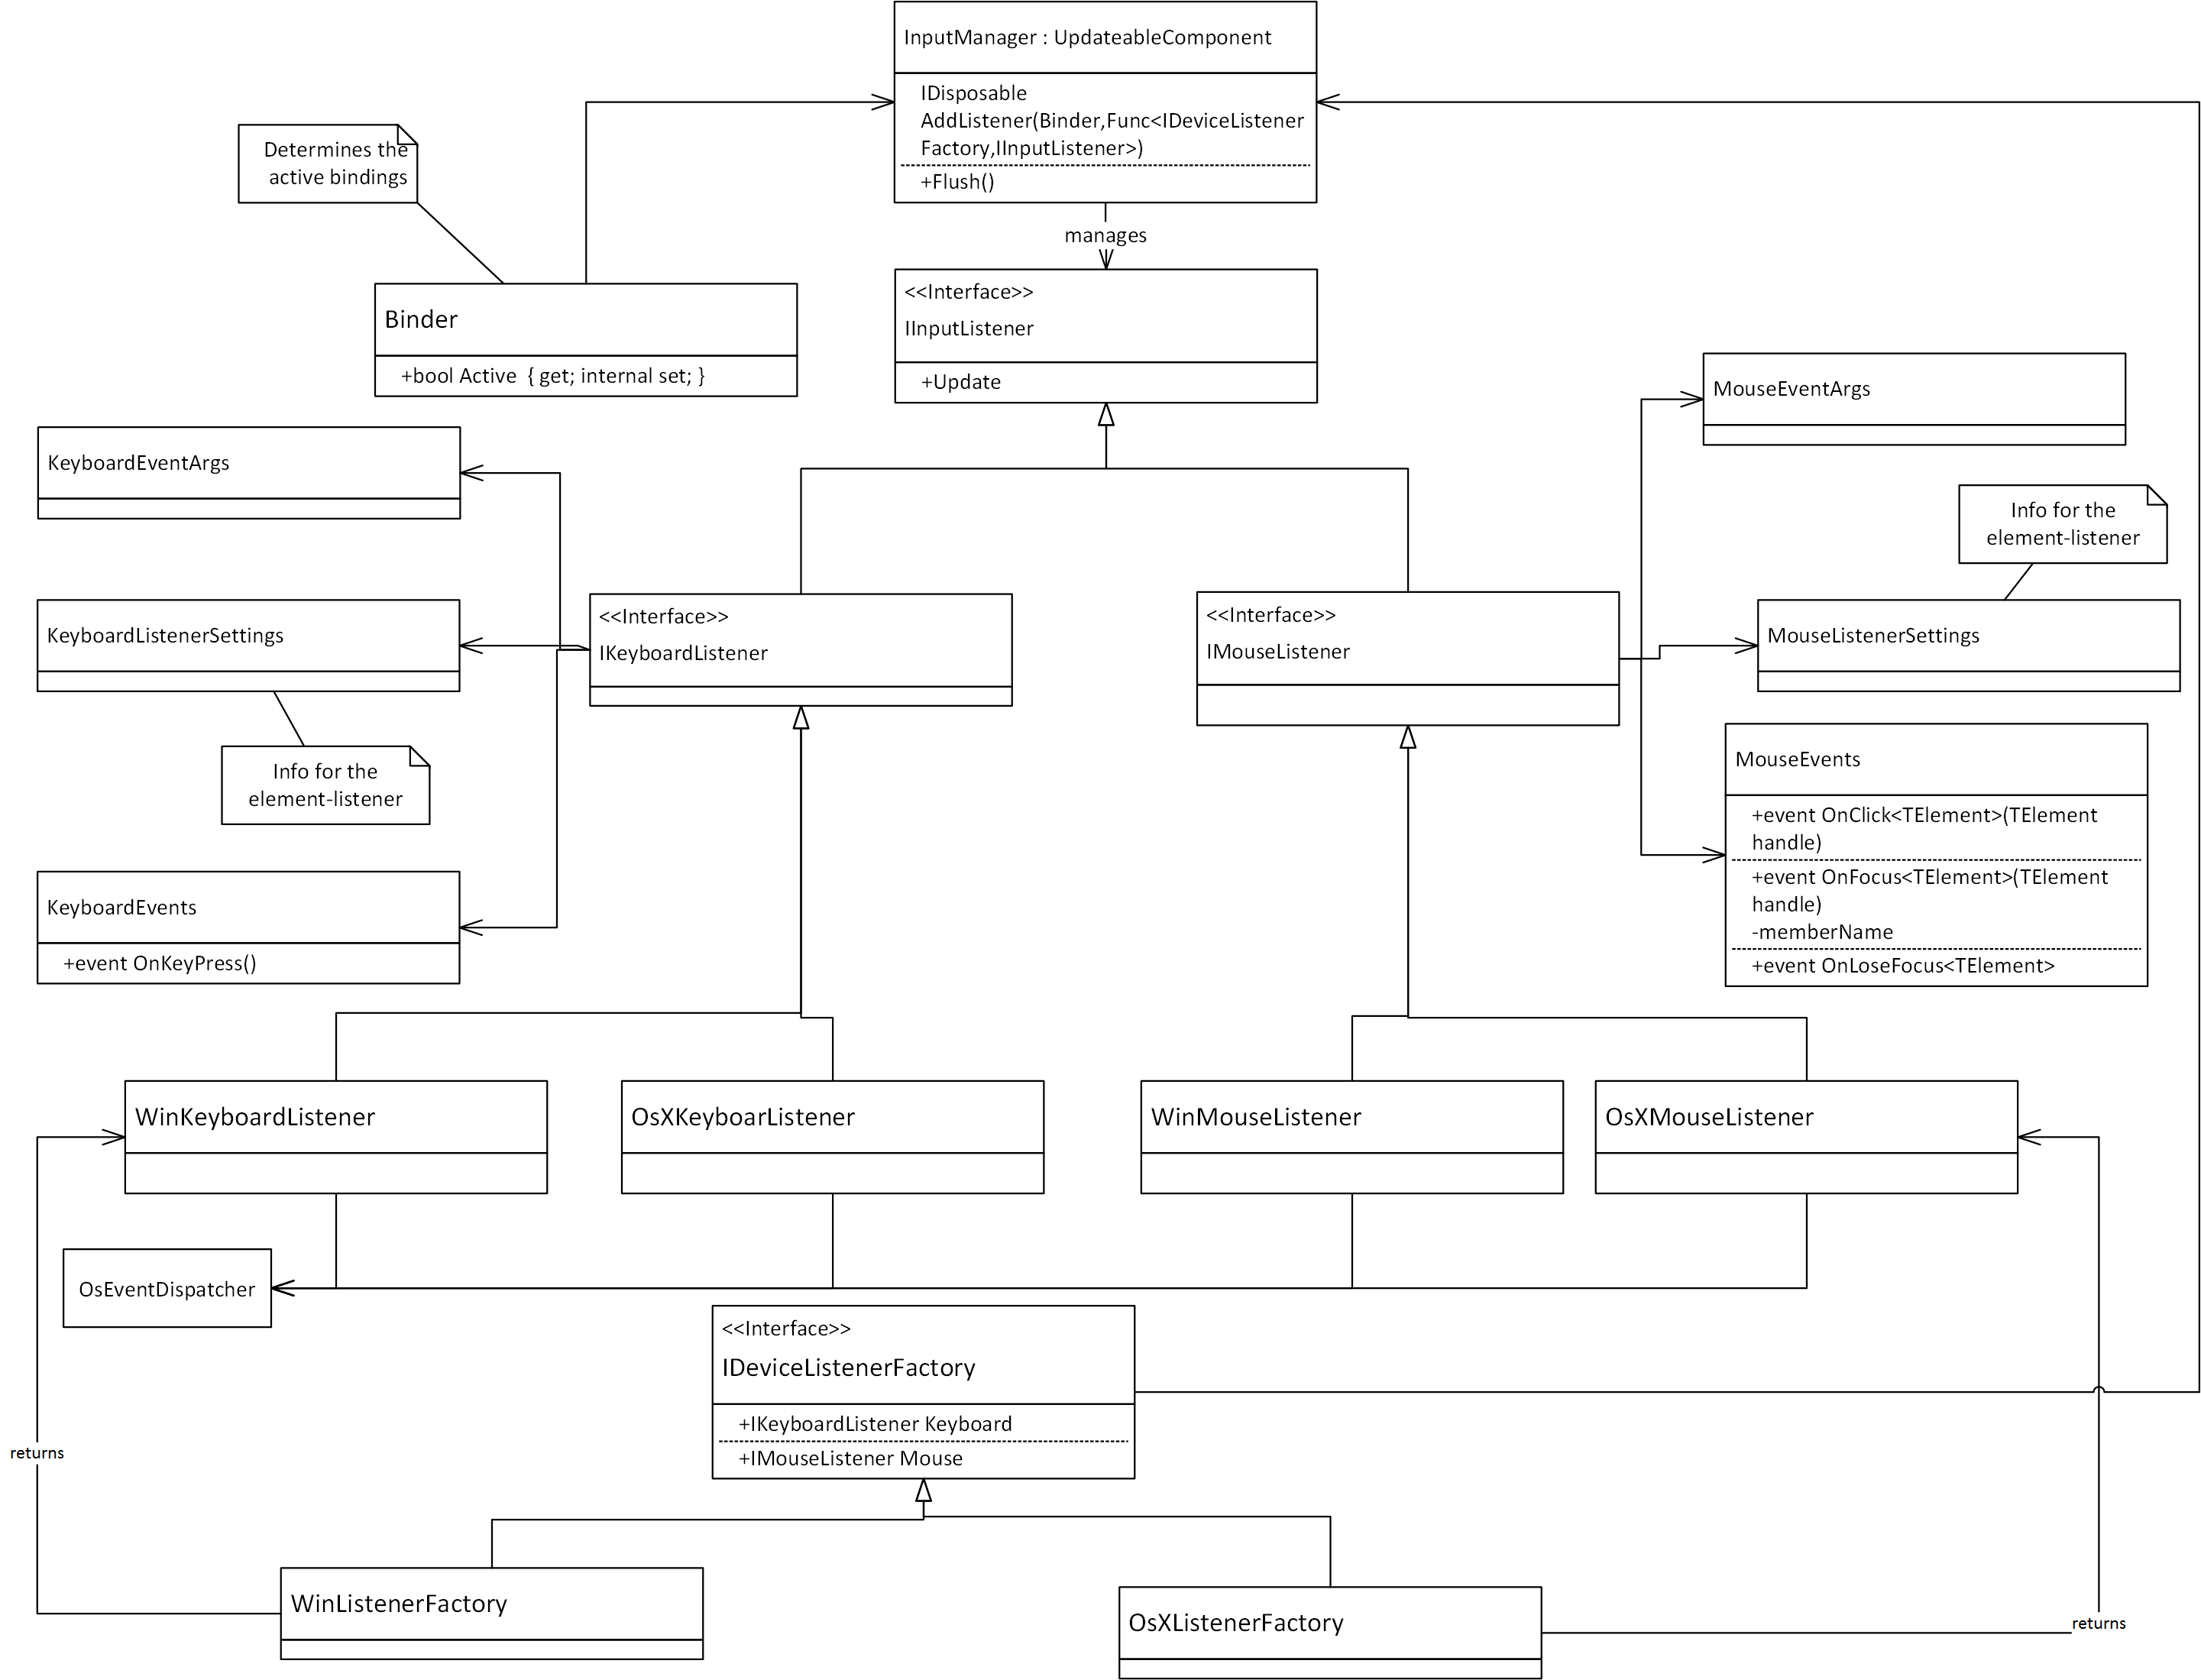 InputManager : UpdateableComponent
IDisposable
AddListener(Binder,Func<IDeviceListener
Factory,IInputListener>)
+Flush()
Determines the
active bindings
manages
Binder
+bool Active  { get; internal set; }
<<Interface>>
IInputListener
+Update
MouseEventArgs
KeyboardEventArgs
Info for the
element-listener
KeyboardListenerSettings
<<Interface>>
IKeyboardListener
<<Interface>>
IMouseListener
MouseListenerSettings
Info for the
element-listener
MouseEvents
+event OnClick<TElement>(TElement
handle)
+event OnFocus<TElement>(TElement
handle)
-memberName
+event OnLoseFocus<TElement>
KeyboardEvents
+event OnKeyPress()
WinKeyboardListener
OsXKeyboarListener
WinMouseListener
OsXMouseListener
OsEventDispatcher
<<Interface>>
IDeviceListenerFactory
+IKeyboardListener Keyboard
+IMouseListener Mouse
returns
WinListenerFactory
OsXListenerFactory
returns